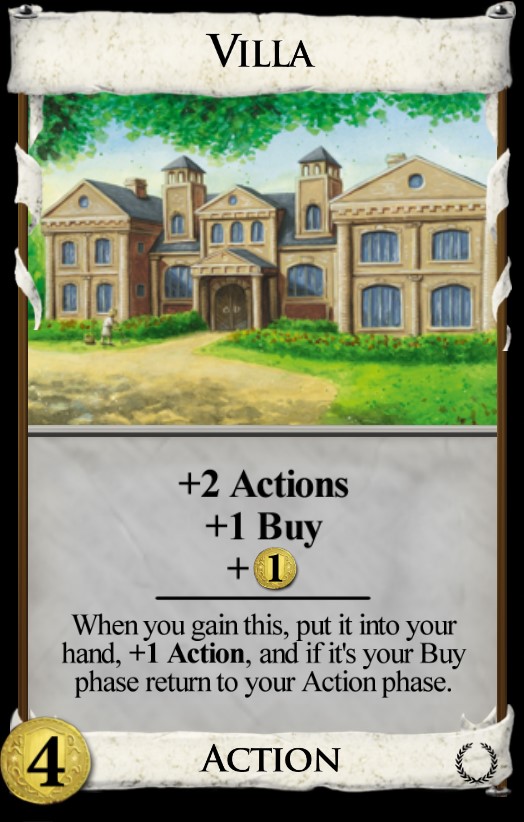 VILLA
+2 Actions
+1 Buy
+ 1
When you gain this, put it into your
hand, +1 Action, and if it's your Buy
phase return to your Action phase.
4
ACTION